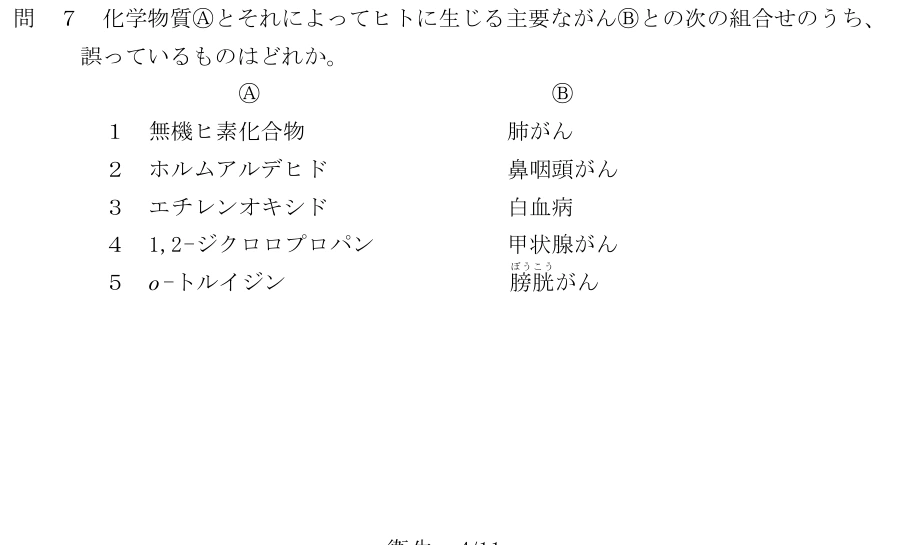 問 7 化学物質Ⓐとそれによってヒトに生じる主要ながんⒷとの次の組合せのうち、
誤っているものはどれか。
Ⓐ Ⓑ
1 無機ヒ素化合物 肺がん
2 ホルムアルデヒド 鼻咽頭がん
3 エチレンオキシド 白血病
4 1,2-ジクロロプロパン 甲状腺がん
ぼうこう
5 o-トルイジン 膀胱がん